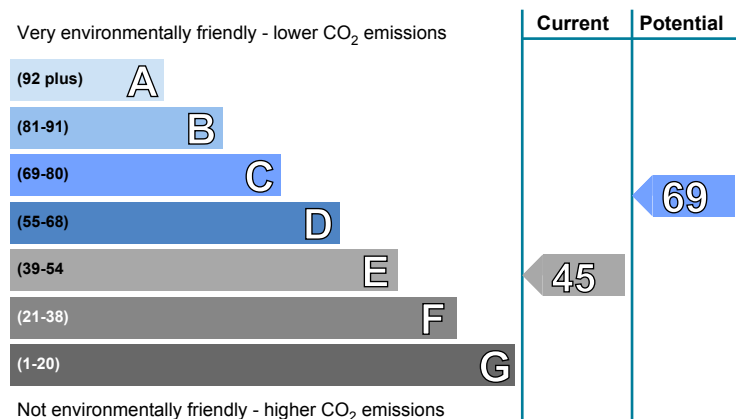 Very environmentally friendly - lower CO₂ emissions
Current
Potential
(92 plus) A
(81-91) B
(69-80) C
69
(55-68) D
(39-54 E
45
(21-38) F
(1-20) G
Not environmentally friendly - higher CO₂ emissions